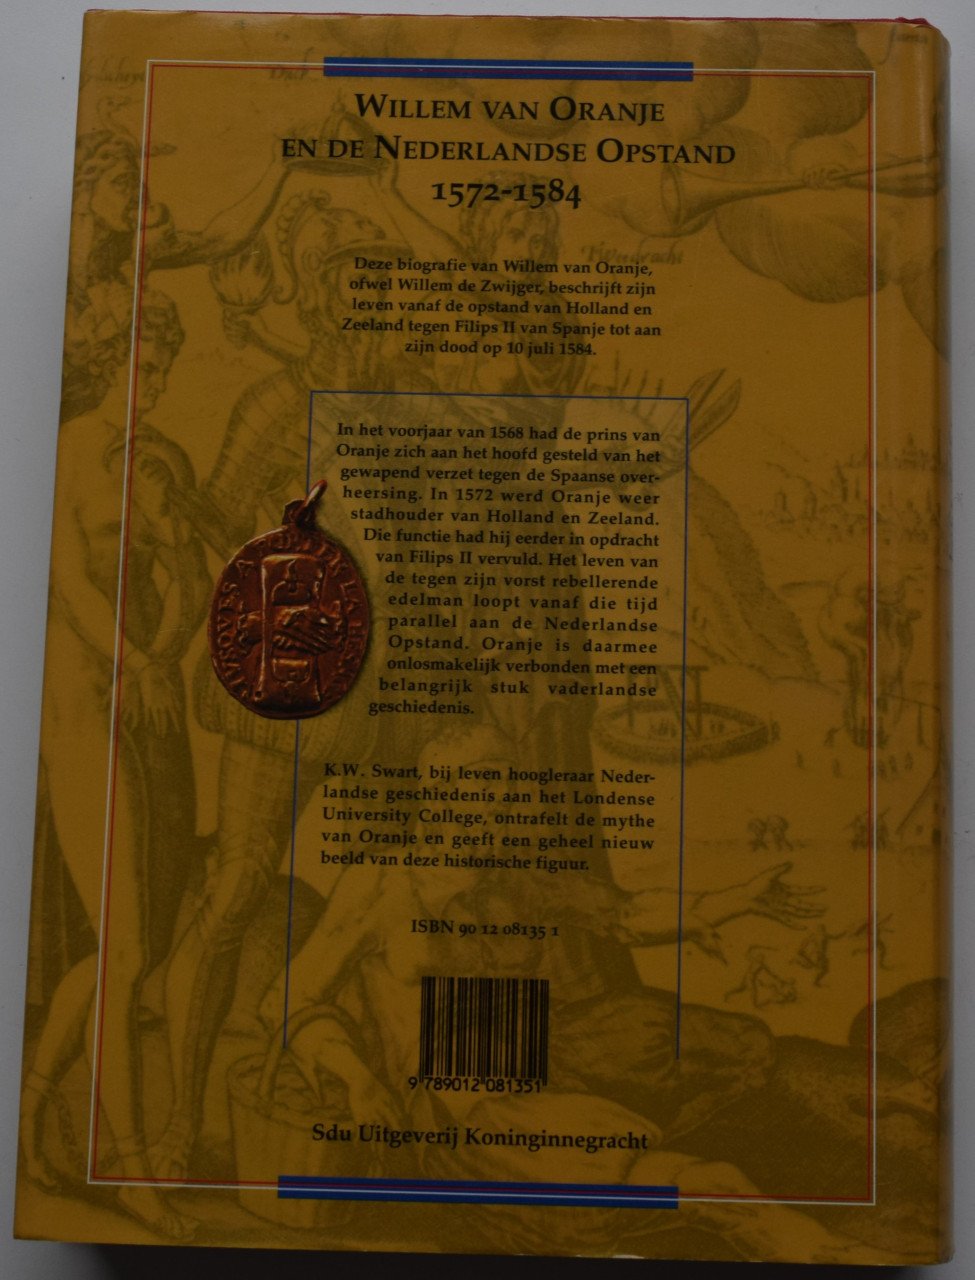 WILLEM VAN ORANJE
EN DE NEDERLANDSE OPSTAND
1572-1584
Deze biografie van Willem van Oranje,
ofwel Willem de Zwijger, beschrijft zijn
leven vanaf de opstand van Holland en
Zeeland tegen Filips II van Spanje tot aan
zijn dood op 10 juli 1584.
In het voorjaar van 1568 had de prins van
Oranje zich aan het hoofd gesteld van het
gewapend verzet tegen de Spaanse over-
heersing. In 1572 werd Oranje weer
stadhouder van Holland en Zeeland.
Die functie had hij eerder in opdracht
van Filips II vervuld. Het leven van
de tegen zijn vorst rebellerende
edelman loopt vanaf die tijd
parallel aan de Nederlandse
Opstand. Oranje is daarmee
onlosmakelijk verbonden met een
belangrijk stuk vaderlandse
geschiedenis.
K.W. Swart, bij leven hoogleraar Neder-
landse geschiedenis aan het Londense
University College, ontrafelt de mythe
van Oranje en geeft een geheel nieuw
beeld van deze historische figuur.
ISBN 90 12 08135 1
9 789012 081351
Sdu Uitgeverij Koninginnegracht